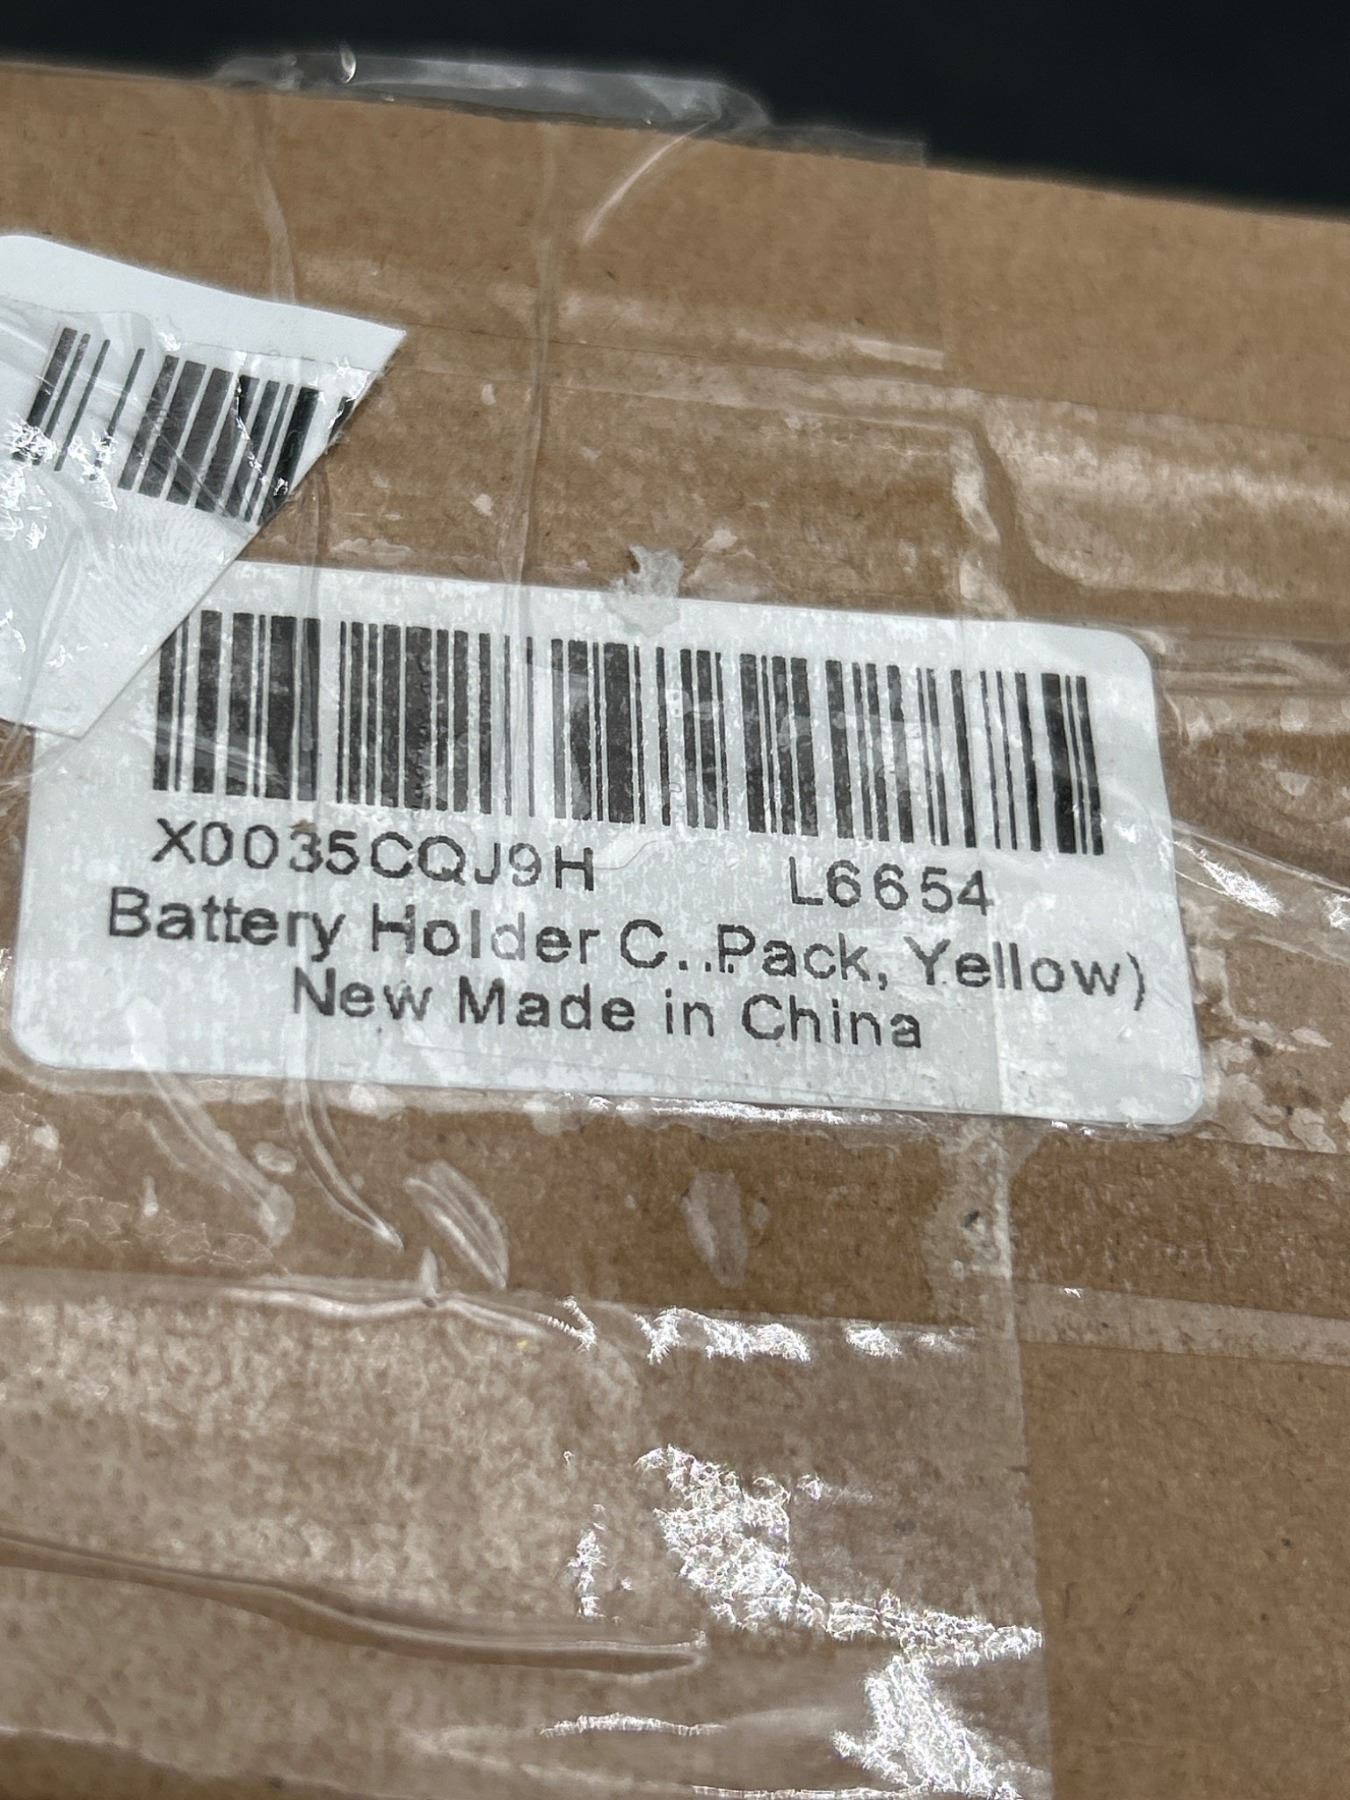 X0035CQJ9H L6654
Battery Holder C...Pack, Yellow)
New Made in China